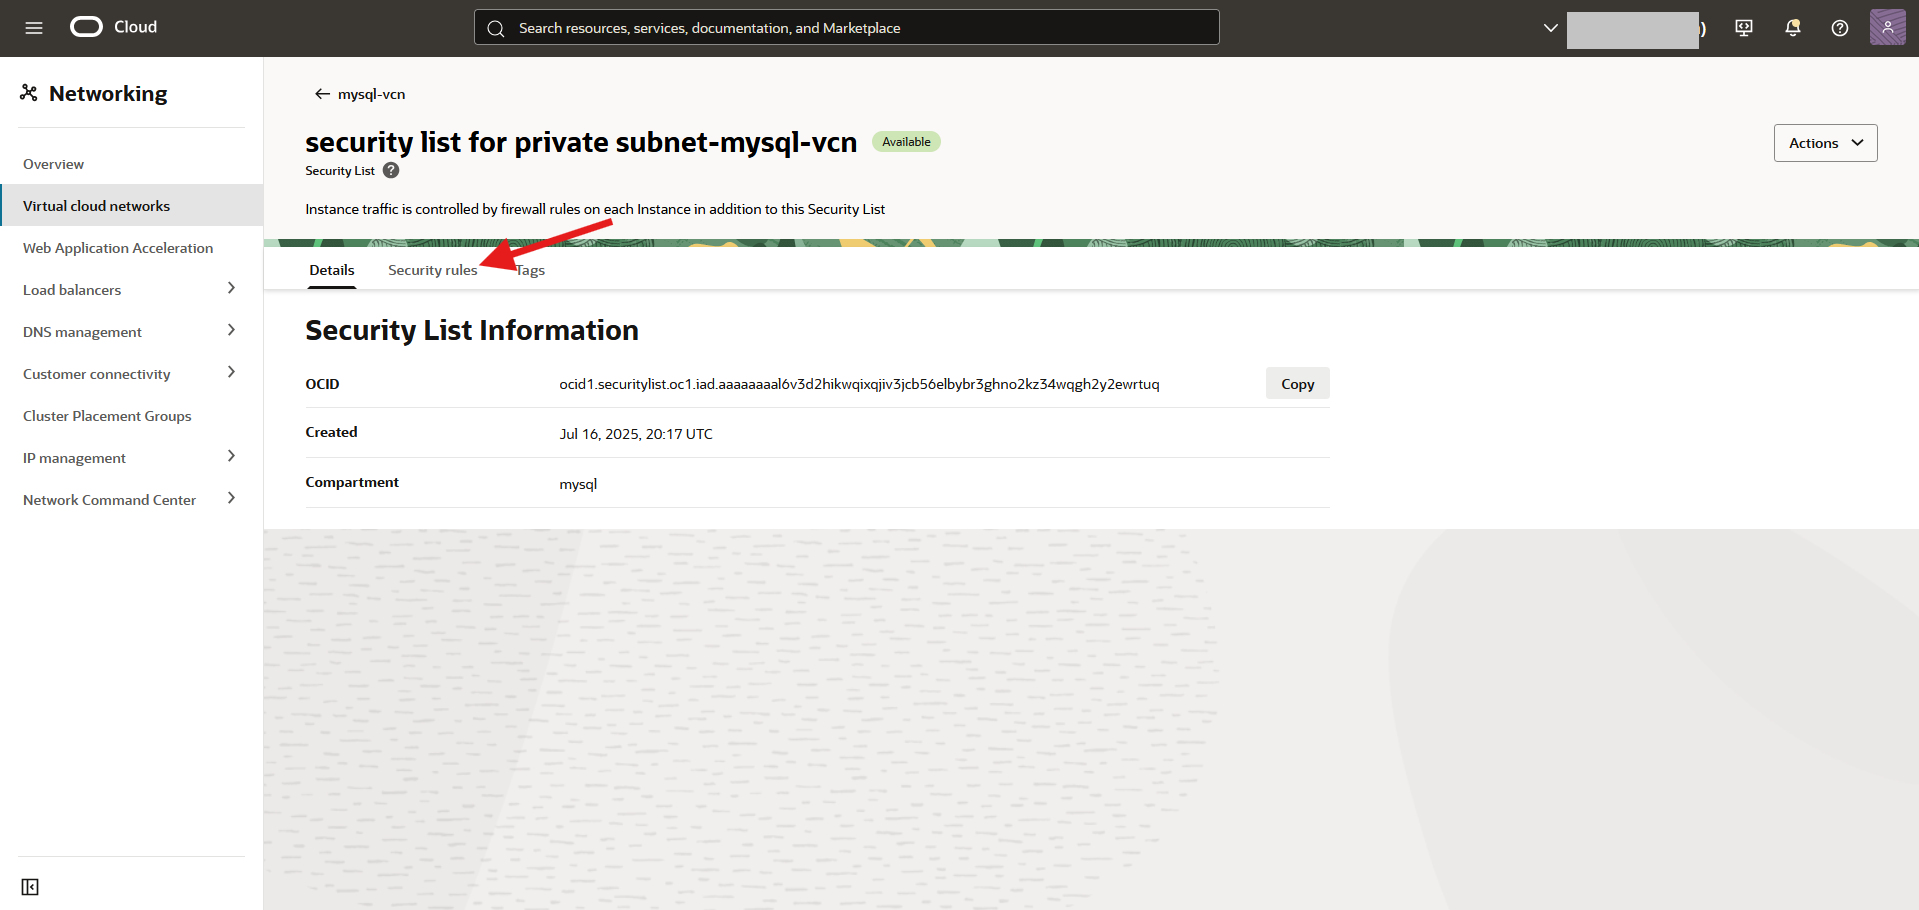 Cloud
Search resources, services, documentation, and Marketplace
)
Networking
Overview
Virtual cloud networks
Web Application Acceleration
Load balancers
DNS management
Customer connectivity
Cluster Placement Groups
IP management
Network Command Center
mysql-vcn
security list for private subnet-mysql-vcn Available
Security List ?
Actions
Instance traffic is controlled by firewall rules on each Instance in addition to this Security List
Details Security rules Tags
Security List Information
OCID ocid1.securitylist.oc1.iad.aaaaaaaal6v3d2hikwqixqjiv3jcb56elbybr3ghno2kz34wqgh2y2ewrtuq Copy
Created Jul 16, 2025, 20:17 UTC
Compartment mysql